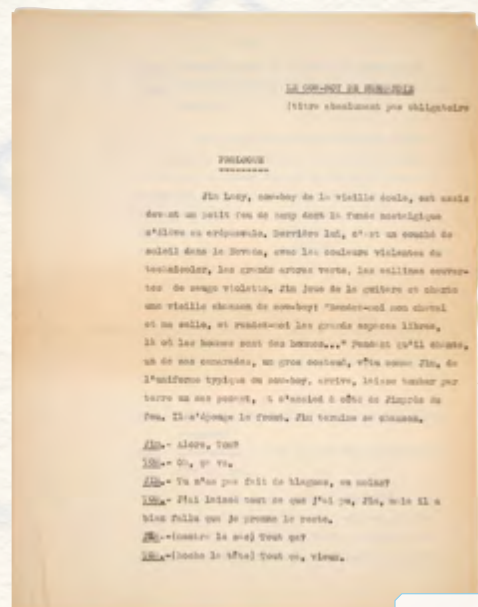 LE COW-BOY DE NORMANDIE
(titre absolument pas obligatoire
PROLOGUE
Jim Lacy, cow-boy de la vieille école, est assis
devant un petit feu de camp dont la fumée nostalgique
s'élève au crépuscule. Derrière lui, c'est un couché de
soleil dans le Nevada, avec les couleurs violentes du
technicolor, les grands arbres verts, les collines couver-
tes de sauge violette. Jim joue de la guitare et chante
une vieille chanson de cow-boy: "Rendez-moi mon cheval
et ma selle, et rendez-moi les grands espaces libres,
là où les hommes sont des hommes..." Pendant qu'il chante,
un de ses camarades, un gros costaud, vêtu comme Jim, de
l'uniforme typique du cow-boy, arrive, laisse tomber par
terre un sac pesant, et s'assied à côté de Jim près du
feu. Il s'éponge le front. Jim termine sa chanson.
Jim.- Alors, Tom?
Tom.- Oh, ça va.
Jim.- Tu n'as pas fait de blagues, au moins?
Tom.- J'ai laissé tout ce que j'ai pu, Jim, mais il a
bien fallu que je prenne le reste.
Jim.-(montre le sac) Tout ça?
Tom.-(hoche la tête) Tout ça, vieux.